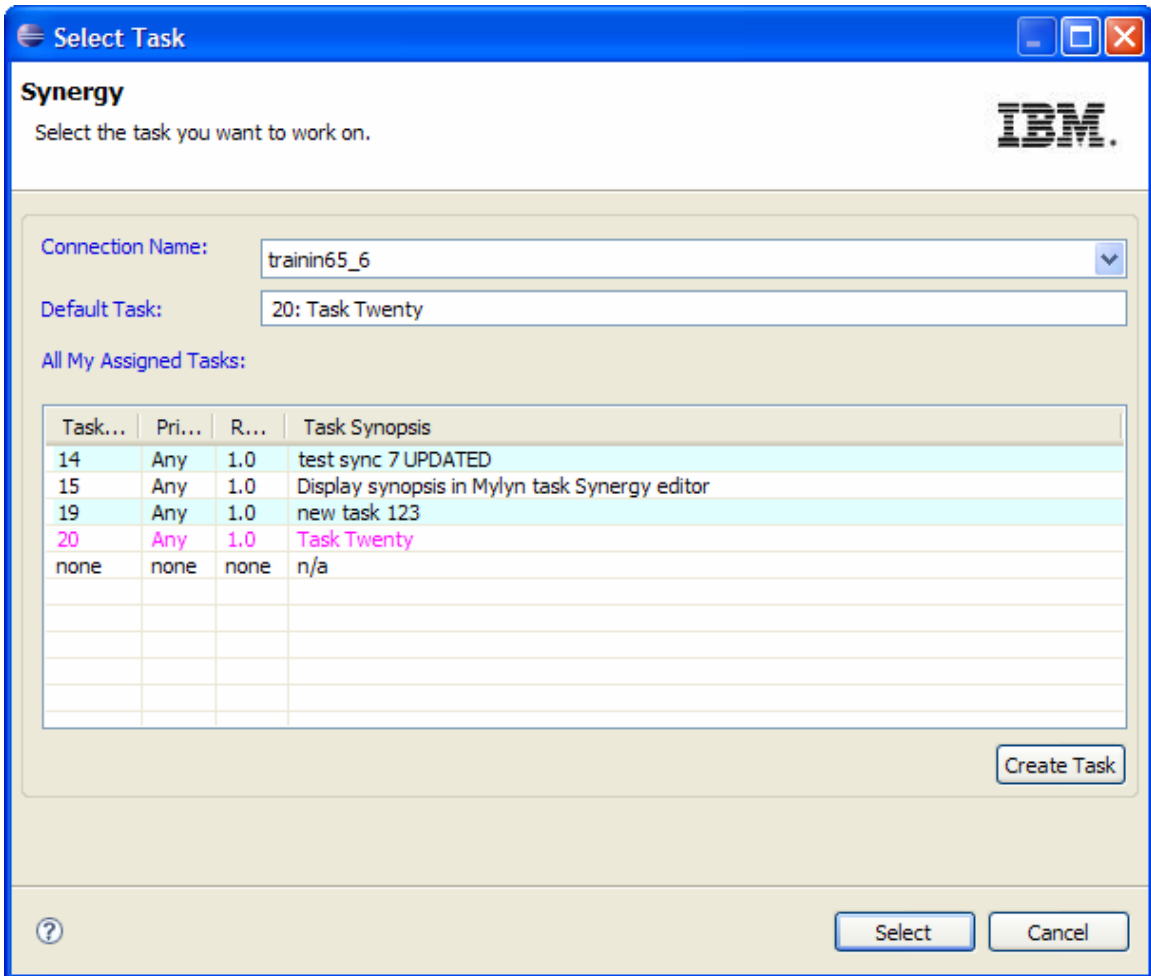 Select Task
Synergy
Select the task you want to work on.
IBM.
Connection Name: trainin65_6
Default Task: 20: Task Twenty
All My Assigned Tasks:
Task... Pri... R... Task Synopsis
14 Any 1.0 test sync 7 UPDATED
15 Any 1.0 Display synopsis in Mylyn task Synergy editor
19 Any 1.0 new task 123
20 Any 1.0 Task Twenty
none none none n/a
Create Task
? Select Cancel